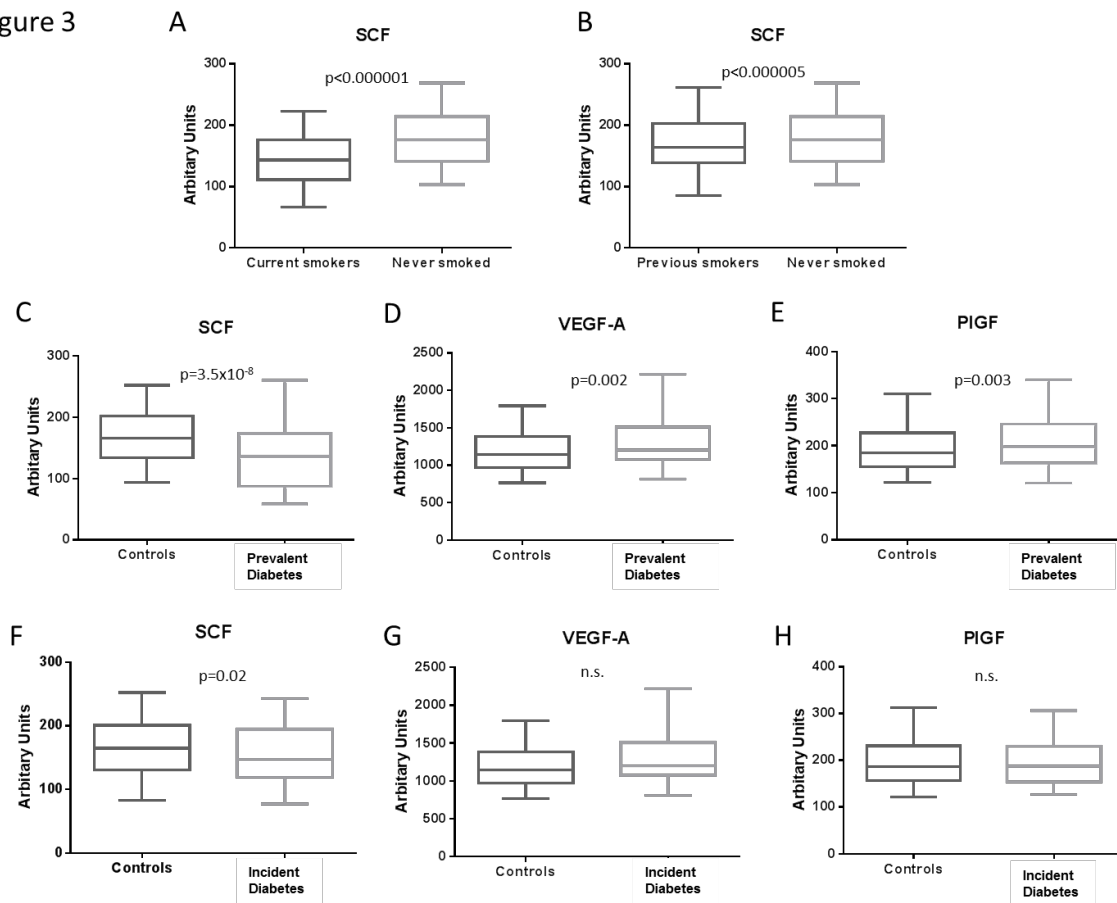 gure 3
A
SCF
p<0.000001
300
200
100
0
Arbitary Units
Current smokers
Never smoked
B
SCF
p<0.000005
300
200
100
0
Arbitary Units
Previous smokers
Never smoked
C
SCF
p=3.5x10-8
300
200
100
0
Arbitary Units
Controls
Prevalent
Diabetes
D
VEGF-A
p=0.002
2500
2000
1500
1000
500
0
Arbitary Units
Controls
Prevalent
Diabetes
E
PIGF
p=0.003
400
300
200
100
0
Arbitary Units
Controls
Prevalent
Diabetes
F
SCF
p=0.02
300
200
100
0
Arbitary Units
Controls
Incident
Diabetes
G
VEGF-A
n.s.
2500
2000
1500
1000
500
0
Arbitary Units
Controls
Incident
Diabetes
H
PIGF
n.s.
400
300
200
100
0
Arbitary Units
Controls
Incident
Diabetes